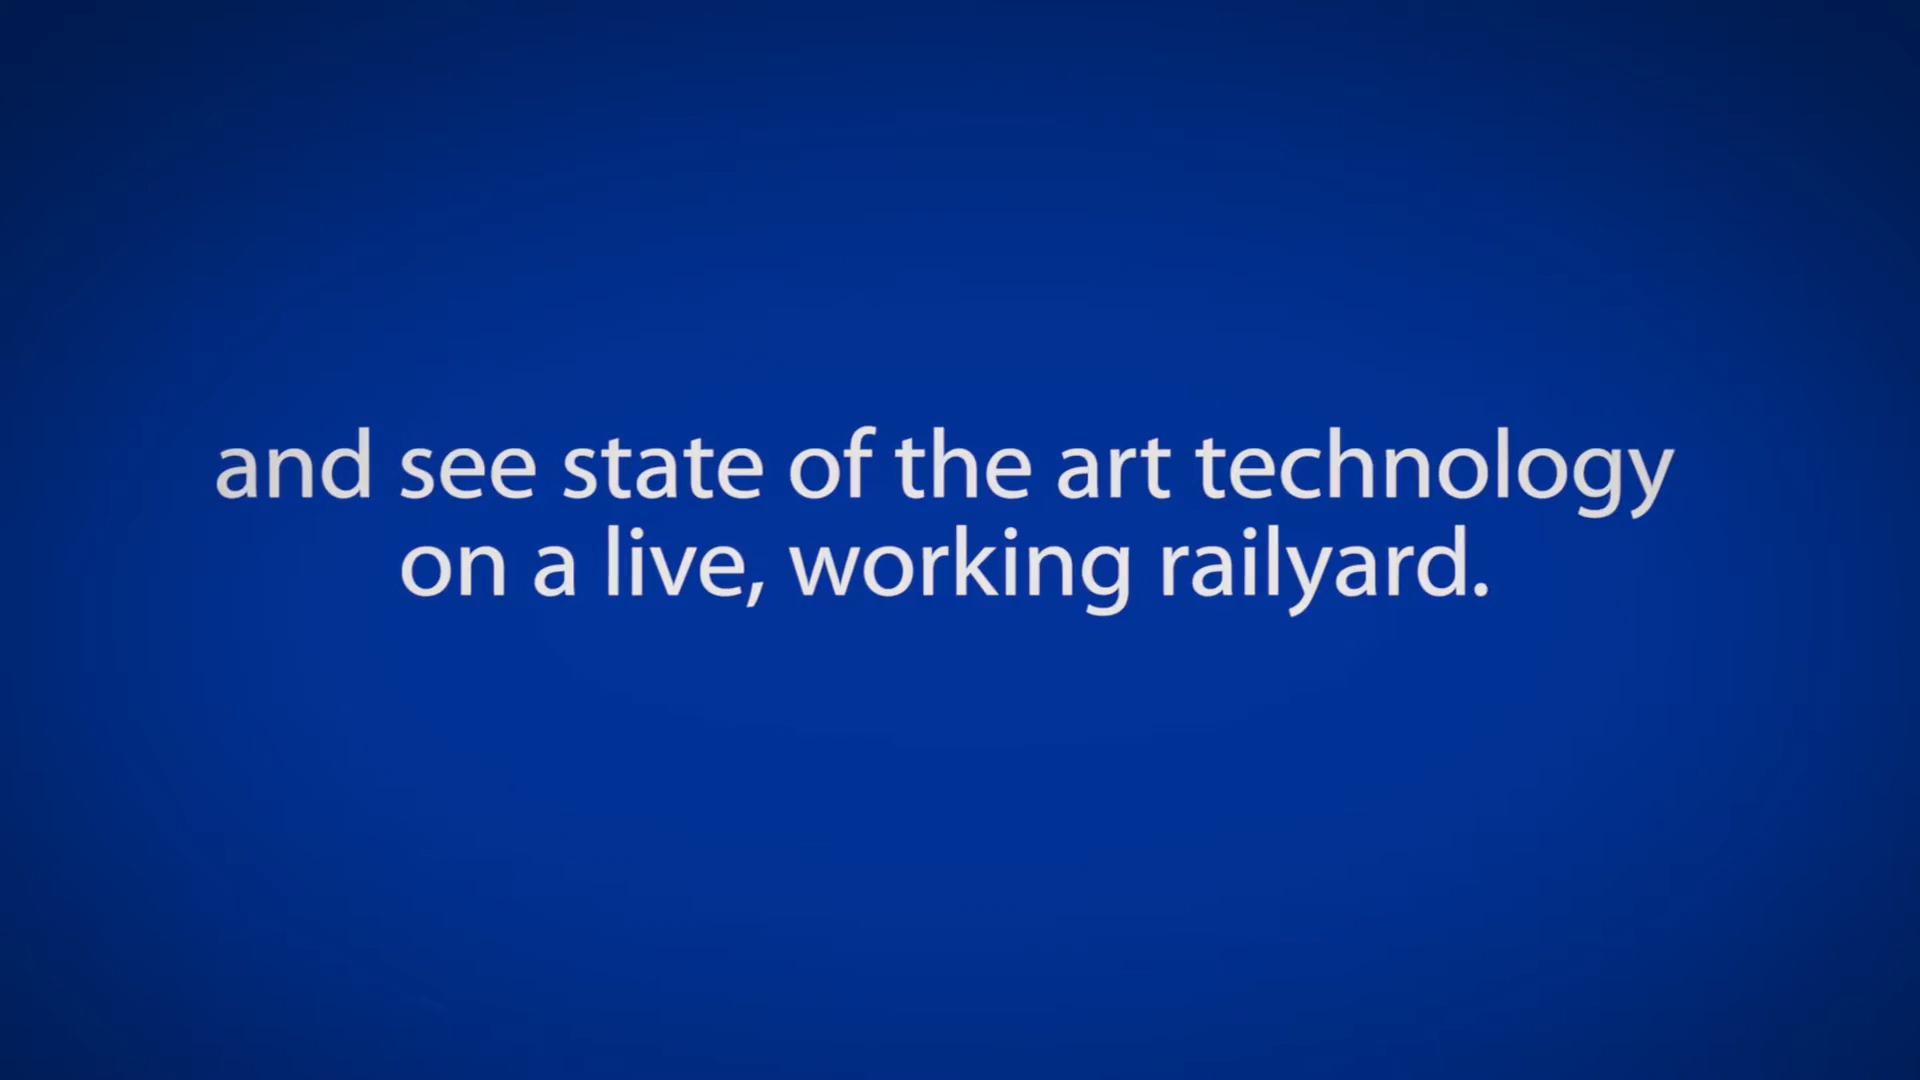 and see state of the art technology
on a live, working railyard.